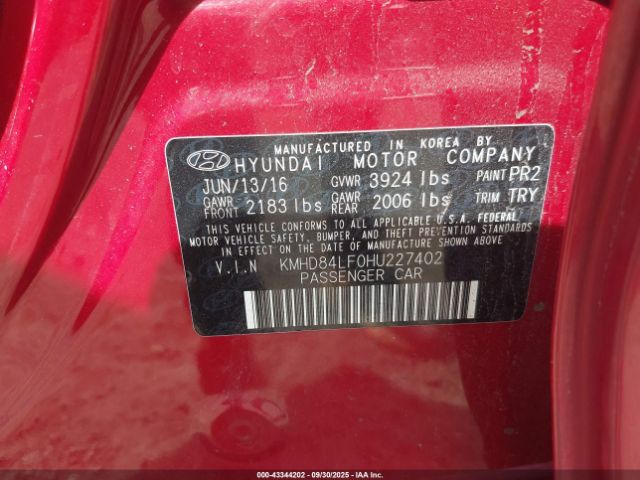 MANUFACTURED IN KOREA BY
HYUNDAI MOTOR COMPANY
JUN/13/16 GVWR 3924 lbs PAINT PR2
GAWR FRONT 2183 lbs GAWR REAR 2006 lbs TRIM TRY
THIS VEHICLE CONFORMS TO ALL APPLICABLE U.S.A. FEDERAL
MOTOR VEHICLE SAFETY, BUMPER, AND THEFT PREVENTION STANDARDS
IN EFFECT ON THE DATE OF MANUFACTURE SHOWN ABOVE.
V.I.N KMHD84LF0HU227402
PASSENGER CAR
000-43344202 - 09/30/2025 - COPYRIGHT IAA, LLC.